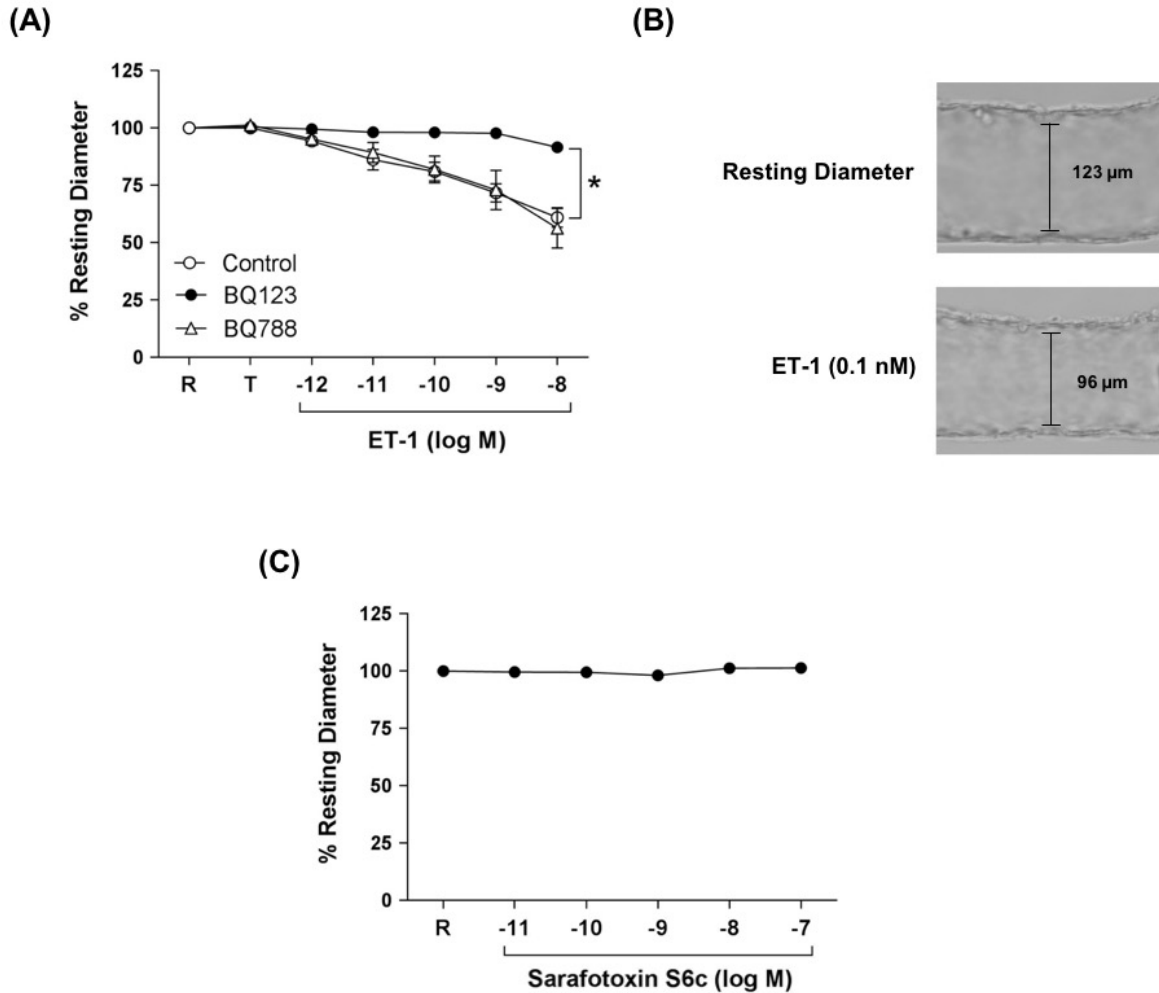 (A)
125
100
75
50
25
0
% Resting Diameter
Control
BQ123
BQ788
*
R T -12 -11 -10 -9 -8
ET-1 (log M)
(B)
Resting Diameter
123 µm
ET-1 (0.1 nM)
96 µm
(C)
125
100
75
50
25
0
% Resting Diameter
R -11 -10 -9 -8 -7
Sarafotoxin S6c (log M)